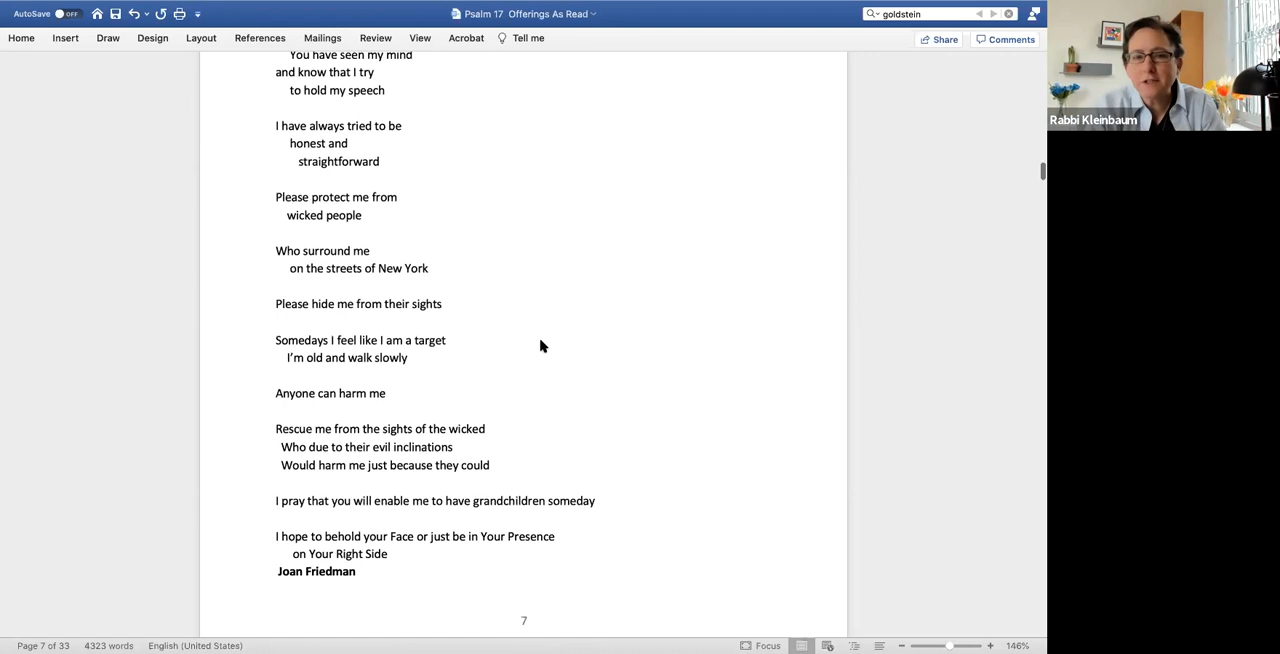 AutoSave OFF
Psalm 17 Offerings As Read
goldstein
Home Insert Draw Design Layout References Mailings Review View Acrobat Tell me
Share Comments
You have seen my mind
and know that I try
to hold my speech
I have always tried to be
honest and
straightforward
Please protect me from
wicked people
Who surround me
on the streets of New York
Please hide me from their sights
Somedays I feel like I am a target
I'm old and walk slowly
Anyone can harm me
Rescue me from the sights of the wicked
Who due to their evil inclinations
Would harm me just because they could
I pray that you will enable me to have grandchildren someday
I hope to behold your Face or just be in Your Presence
on Your Right Side
Joan Friedman
7
Page 7 of 33 4323 words English (United States) Focus 146%
Rabbi Kleinbaum